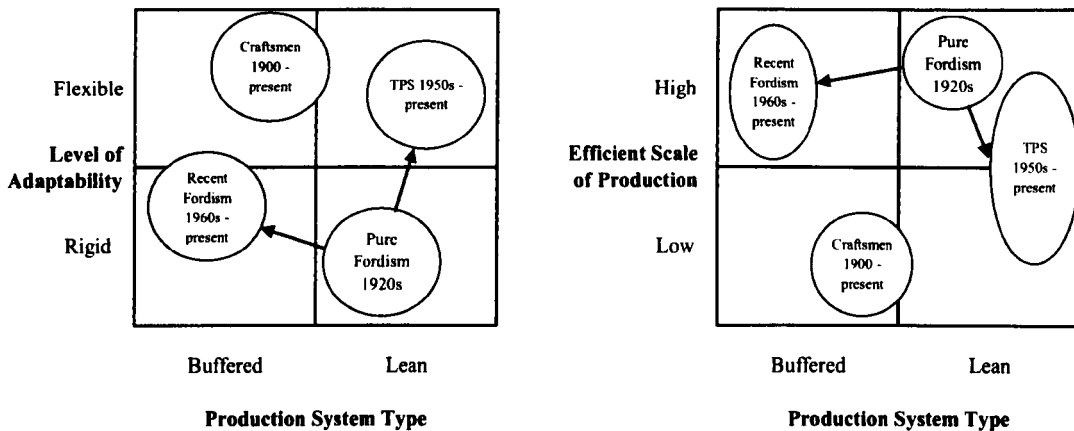 Flexible
Level of
Adaptability
Rigid
Craftsmen
1900 -
present
TPS 1950s -
present
Recent
Fordism
1960s -
present
Pure
Fordism
1920s
Buffered
Lean
Production System Type
High
Efficient Scale
of Production
Low
Recent
Fordism
1960s -
present
Pure
Fordism
1920s
TPS
1950s -
present
Craftsmen
1900 -
present
Buffered
Lean
Production System Type